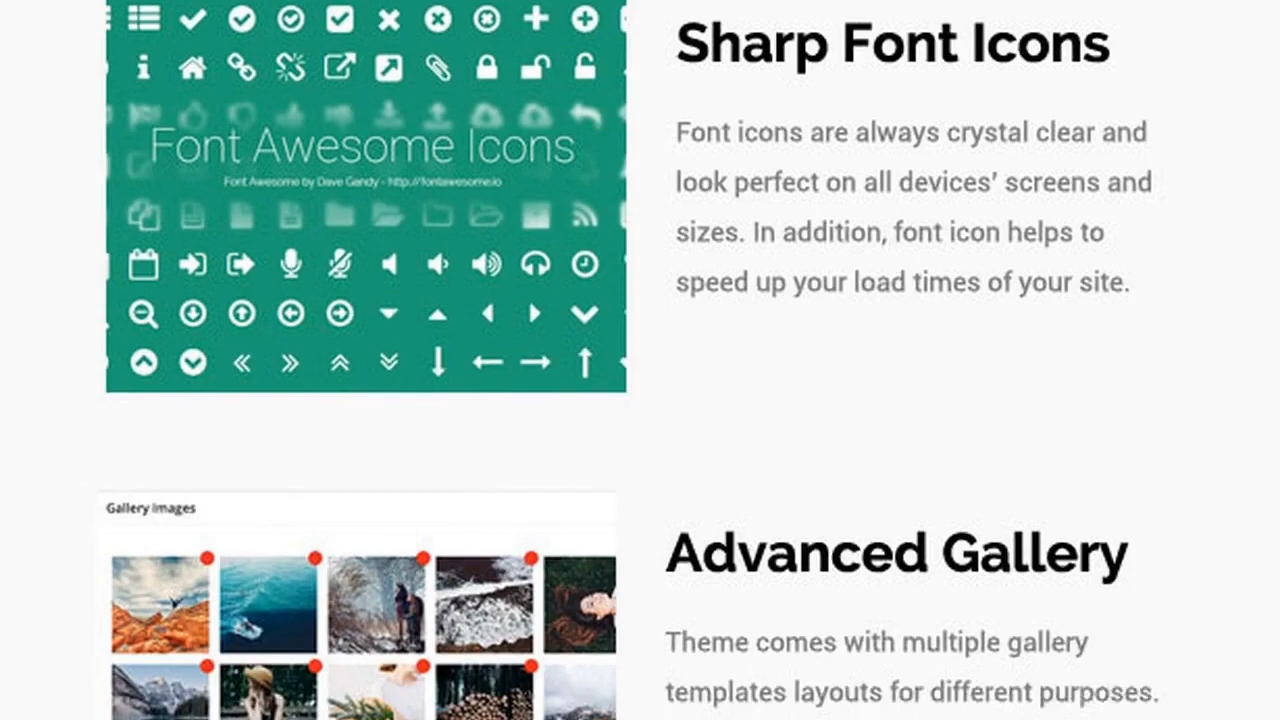 Sharp Font Icons
Font Awesome Icons
Font Awesome by Dave Gandy - http://fontawesome.io
Font icons are always crystal clear and
look perfect on all devices’ screens and
sizes. In addition, font icon helps to
speed up your load times of your site.
Gallery images
Advanced Gallery
Theme comes with multiple gallery
templates layouts for different purposes.